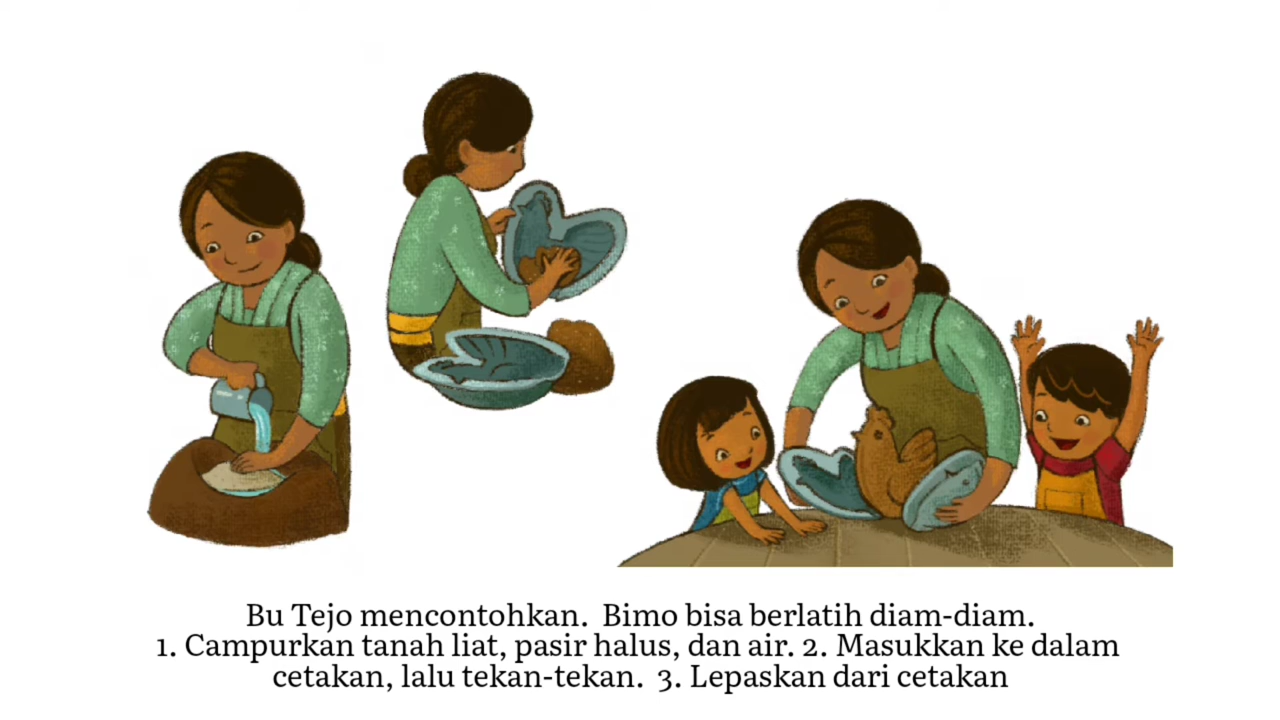 Bu Tejo mencontohkan.  Bimo bisa berlatih diam-diam.
1. Campurkan tanah liat, pasir halus, dan air. 2. Masukkan ke dalam
cetakan, lalu tekan-tekan.  3. Lepaskan dari cetakan